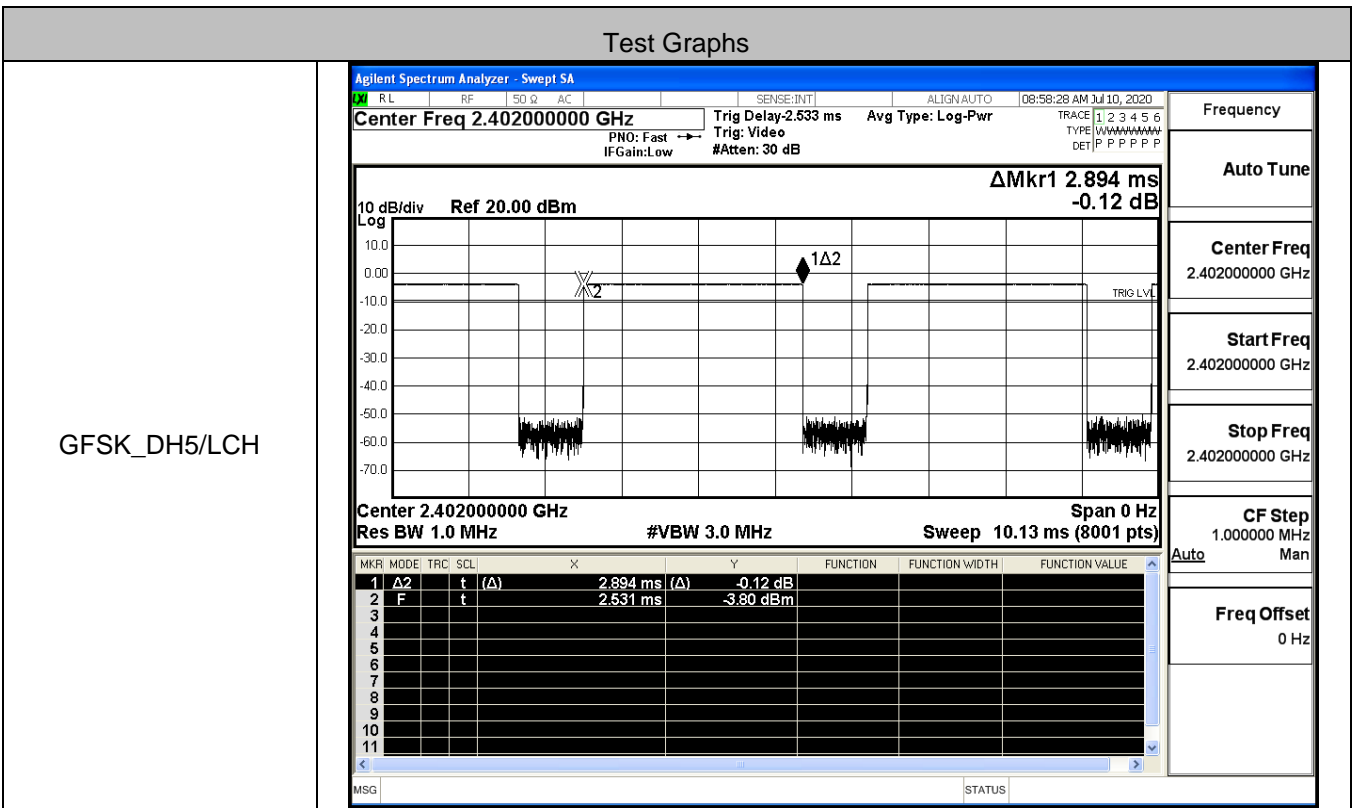 Test Graphs
GFSK_DH5/LCH
Agilent Spectrum Analyzer - Swept SA
LXI RL RF 50 Ω AC SENSE:INT ALIGNAUTO 08:58:28 AM Jul 10, 2020
Center Freq 2.402000000 GHz Trig Delay-2.533 ms Avg Type: Log-Pwr TRACE 1 2 3 4 5 6
PNO: Fast Trig: Video TYPE WWWWWW
IFGain:Low #Atten: 30 dB DET P P P P P P
ΔMkr1 2.894 ms
-0.12 dB
10 dB/div Ref 20.00 dBm
Log
10.0
1Δ2
0.00
2
TRIG LVL
-10.0
-20.0
-30.0
-40.0
-50.0
-60.0
-70.0
Center 2.402000000 GHz Span 0 Hz
Res BW 1.0 MHz #VBW 3.0 MHz Sweep 10.13 ms (8001 pts)
MKR MODE TRC SCL X Y FUNCTION FUNCTION WIDTH FUNCTION VALUE
1 Δ2 t (Δ) 2.894 ms (Δ) -0.12 dB
2 F t 2.531 ms -3.80 dBm
3
4
5
6
7
8
9
10
11
MSG STATUS
Frequency
Auto Tune
Center Freq
2.402000000 GHz
Start Freq
2.402000000 GHz
Stop Freq
2.402000000 GHz
CF Step
1.000000 MHz
Auto Man
Freq Offset
0 Hz